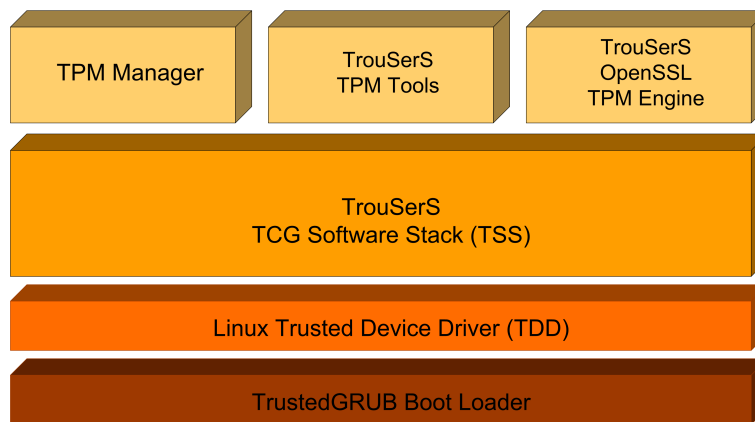 TPM Manager
TrouSerS
TPM Tools
TrouSerS
OpenSSL
TPM Engine
TrouSerS
TCG Software Stack (TSS)
Linux Trusted Device Driver (TDD)
TrustedGRUB Boot Loader